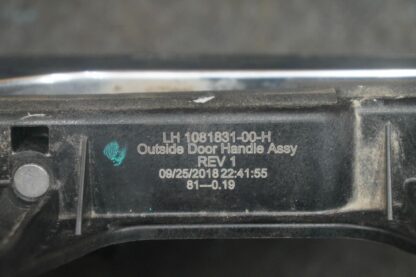 LH 1081831-00-H
Outside Door Handle Assy
REV 1
09/25/2018 22:41:55
81—0.19